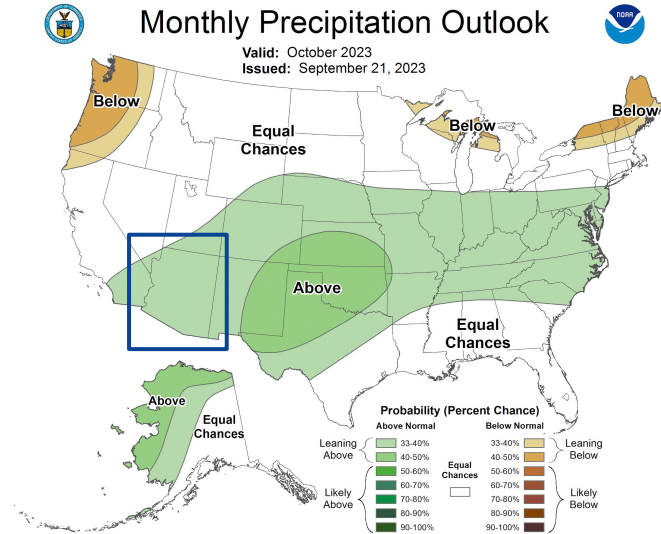 Monthly Precipitation Outlook
NOAA
Valid: October 2023
Issued: September 21, 2023
Below
Equal
Chances
Below
Below
Above
Equal
Chances
Above
Equal
Chances
Probability (Percent Chance)
Above Normal
Below Normal
Leaning
Above
33-40%
40-50%
Likely
Above
50-60%
60-70%
70-80%
80-90%
90-100%
Equal
Chances
33-40%
40-50%
50-60%
60-70%
70-80%
80-90%
90-100%
Leaning
Below
Likely
Below